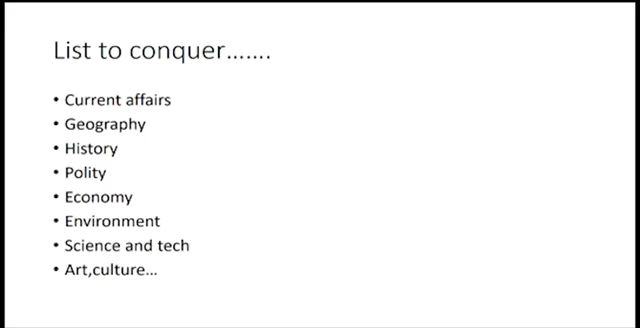 List to conquer.......
• Current affairs
• Geography
• History
• Polity
• Economy
• Environment
• Science and tech
• Art,culture...